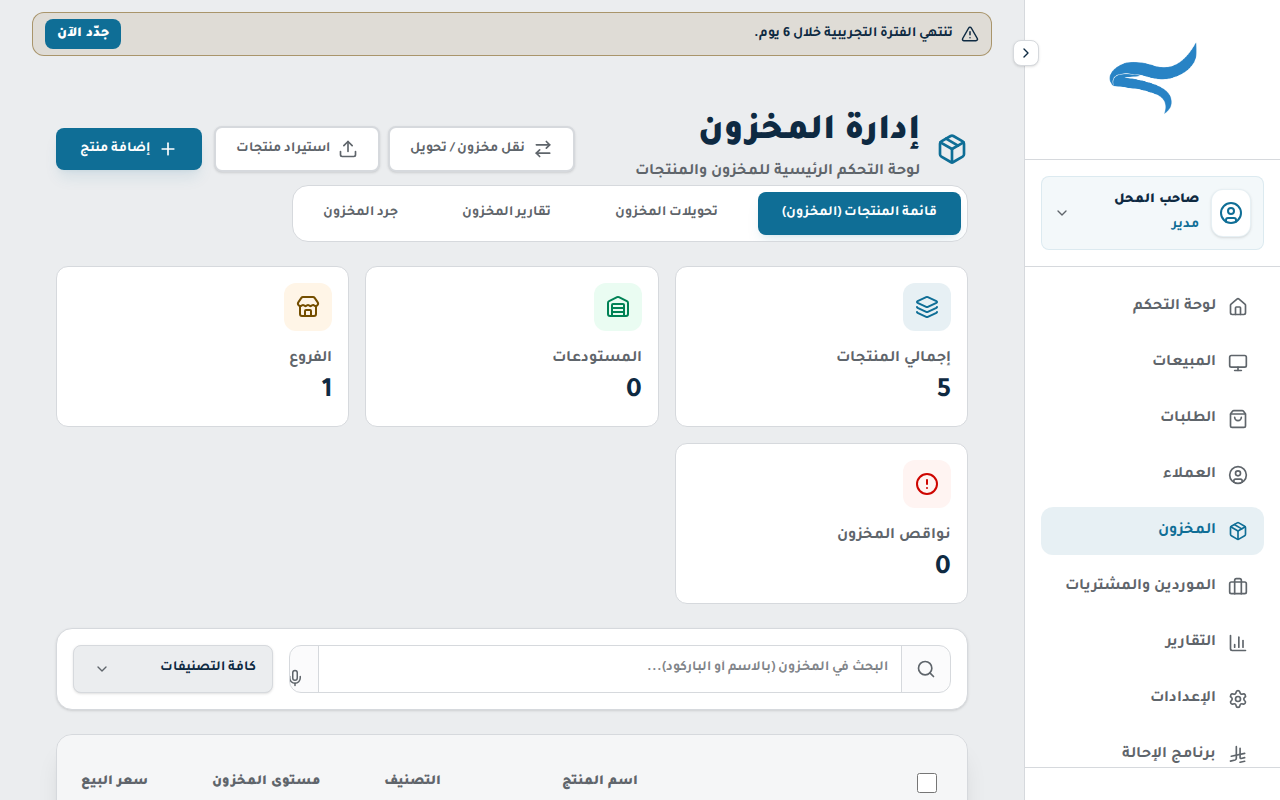 تنتهي الفترة التجريبية خلال 6 يوم.
جدّد الآن
إدارة المخزون
لوحة التحكم الرئيسية للمخزون والمنتجات
نقل مخزون / تحويل
استيراد منتجات
إضافة منتج
قائمة المنتجات (المخزون)
تحويلات المخزون
تقارير المخزون
جرد المخزون
إجمالي المنتجات
5
المستودعات
0
الفروع
1
نواقص المخزون
0
البحث في المخزون (بالاسم او الباركود)...
كافة التصنيفات
اسم المنتج
التصنيف
مستوى المخزون
سعر البيع
صاحب المحل
مدير
لوحة التحكم
المبيعات
الطلبات
العملاء
المخزون
الموردين والمشتريات
التقارير
الإعدادات
برنامج الإحالة